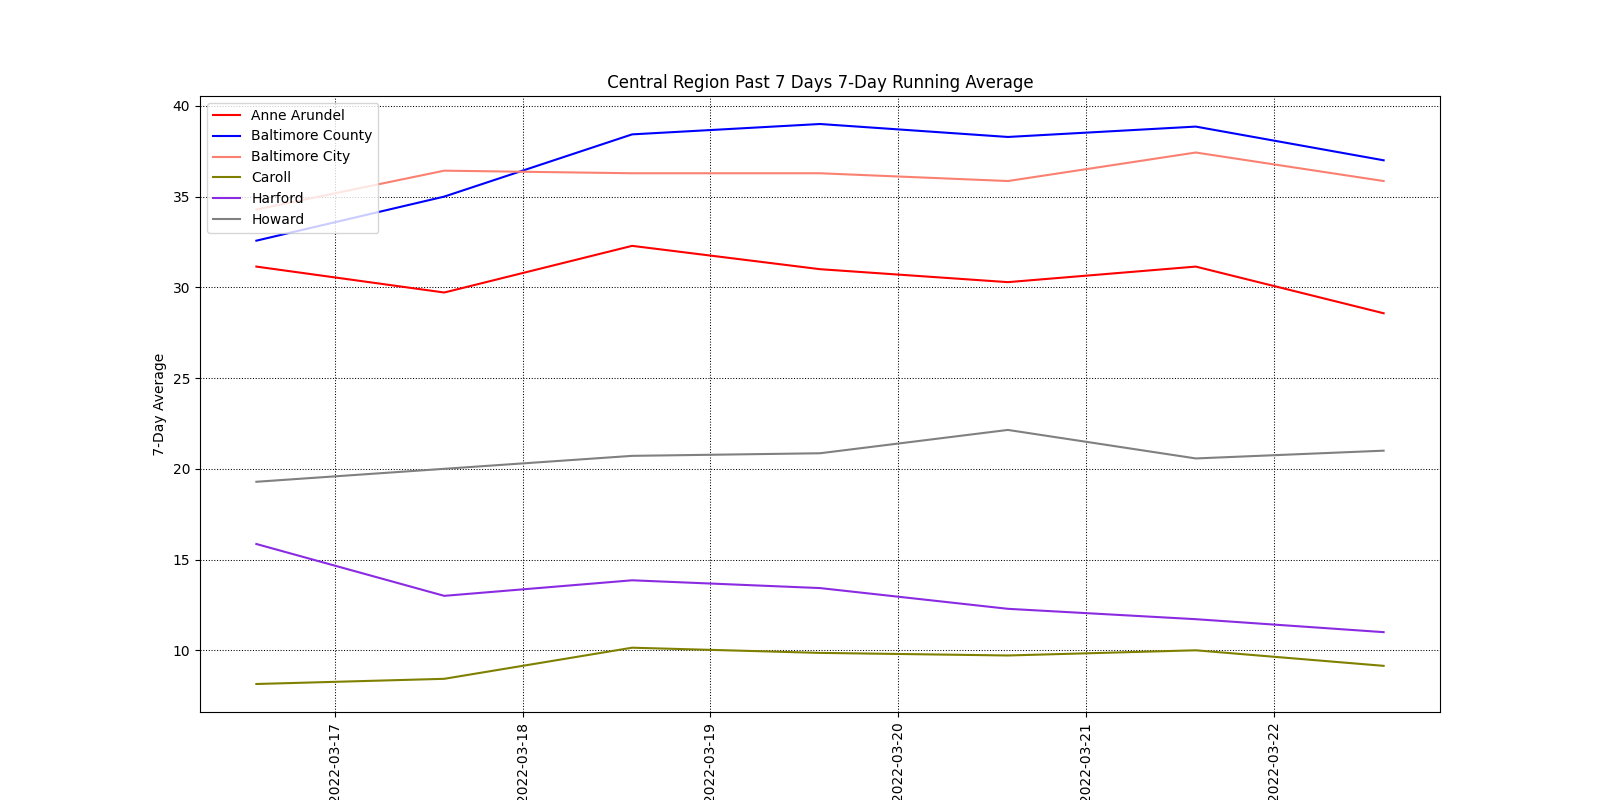 Central Region Past 7 Days 7-Day Running Average
Anne Arundel
Baltimore County
Baltimore City
Caroll
Harford
Howard
7-Day Average
40
35
30
25
20
15
10
2022-03-17
2022-03-18
2022-03-19
2022-03-20
2022-03-21
2022-03-22